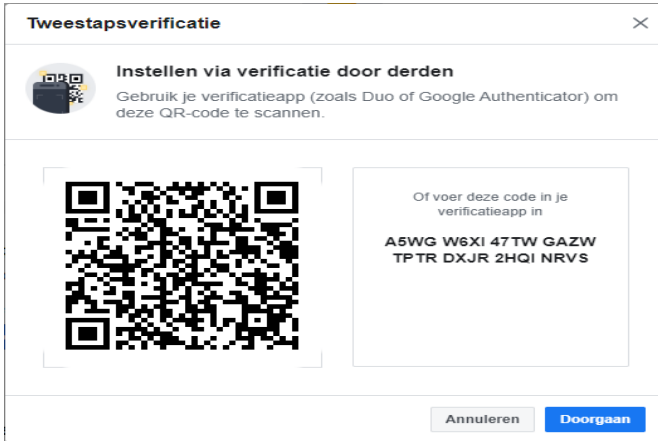 Tweestapsverificatie
Instellen via verificatie door derden
Gebruik je verificatieapp (zoals Duo of Google Authenticator) om
deze QR-code te scannen.
Of voer deze code in je
verificatieapp in
A5WG W6XI 47TW GAZW
TPTR DXJR 2HQI NRVS
Annuleren
Doorgaan